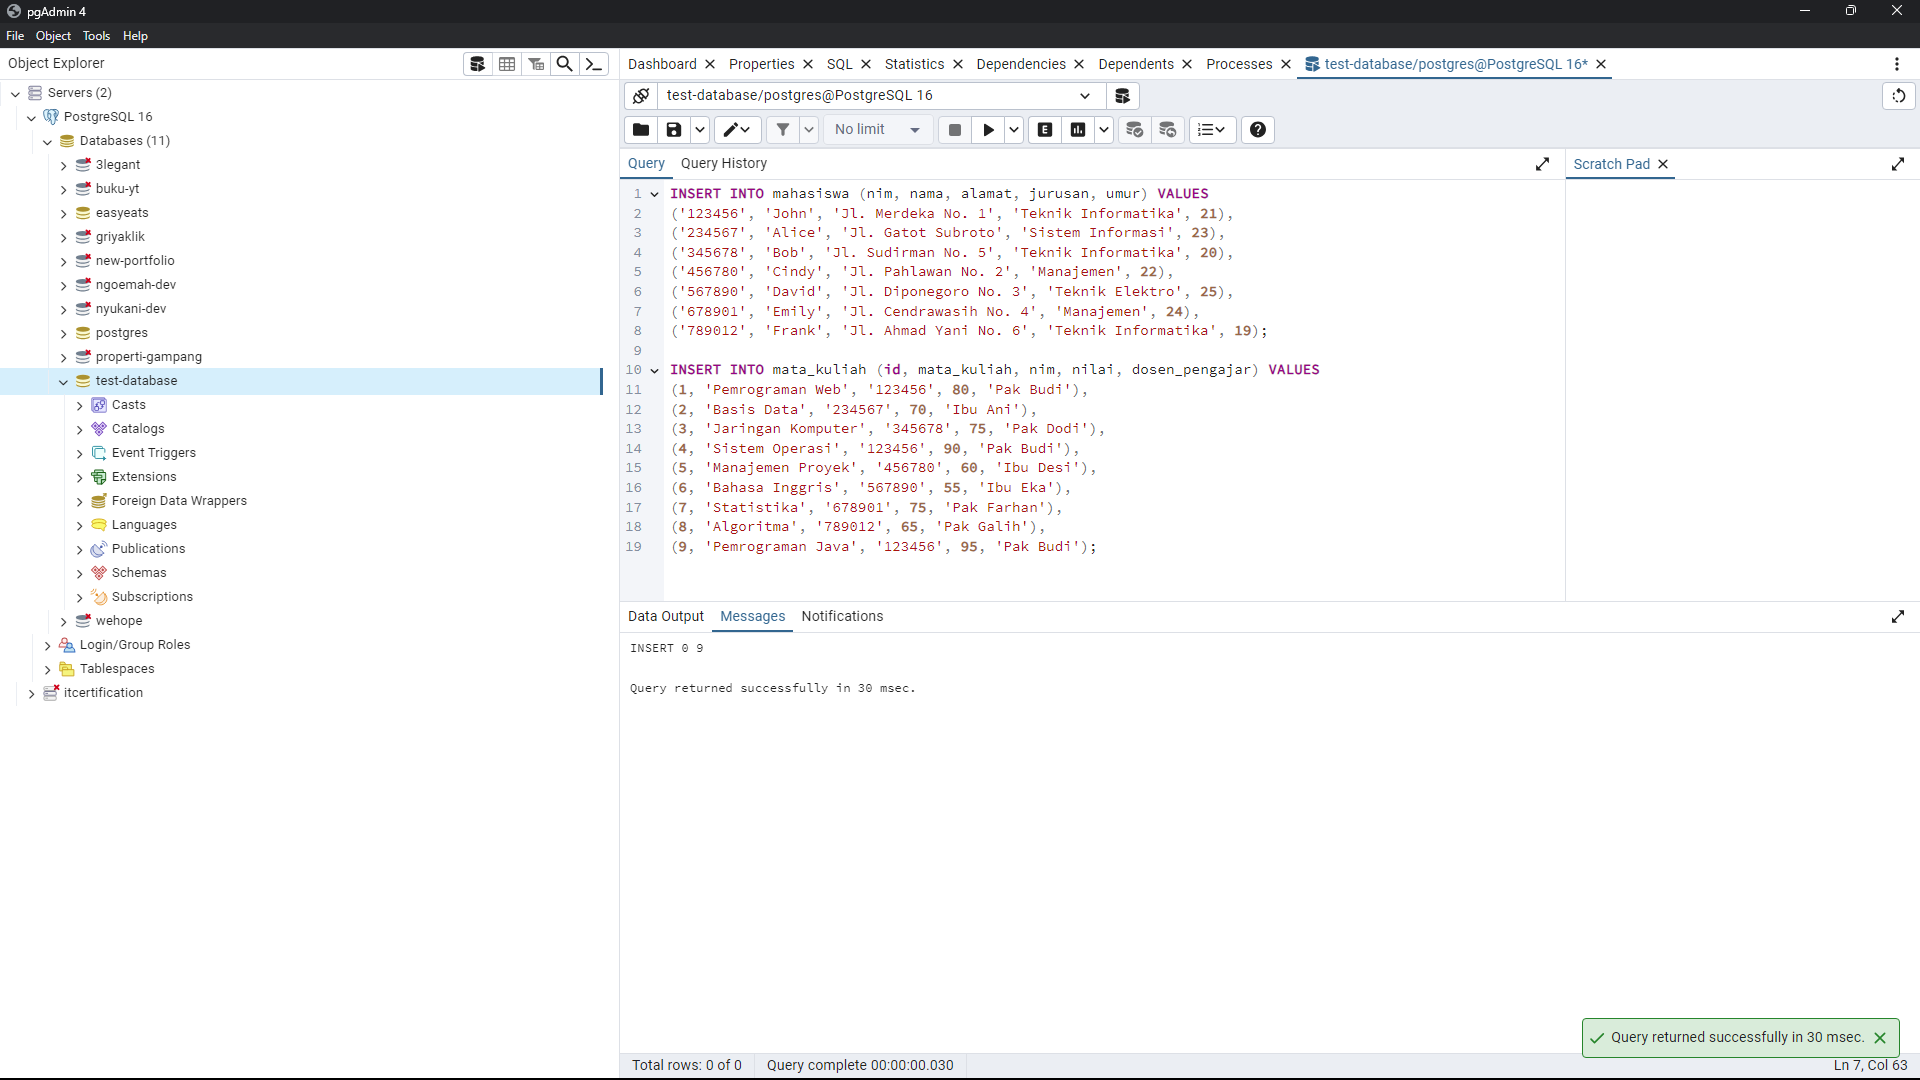 pgAdmin 4
File Object Tools Help
Object Explorer
Servers (2)
PostgreSQL 16
Databases (11)
3legant
buku-yt
easyeats
griyaklik
new-portfolio
ngoemah-dev
nyukani-dev
postgres
properti-gampang
test-database
Casts
Catalogs
Event Triggers
Extensions
Foreign Data Wrappers
Languages
Publications
Schemas
Subscriptions
wehope
Login/Group Roles
Tablespaces
itcertification
Dashboard Properties SQL Statistics Dependencies Dependents Processes test-database/postgres@PostgreSQL 16*
test-database/postgres@PostgreSQL 16
No limit E
Query Query History
Scratch Pad
1 INSERT INTO mahasiswa (nim, nama, alamat, jurusan, umur) VALUES
2 ('123456', 'John', 'Jl. Merdeka No. 1', 'Teknik Informatika', 21),
3 ('234567', 'Alice', 'Jl. Gatot Subroto', 'Sistem Informasi', 23),
4 ('345678', 'Bob', 'Jl. Sudirman No. 5', 'Teknik Informatika', 20),
5 ('456780', 'Cindy', 'Jl. Pahlawan No. 2', 'Manajemen', 22),
6 ('567890', 'David', 'Jl. Diponegoro No. 3', 'Teknik Elektro', 25),
7 ('678901', 'Emily', 'Jl. Cendrawasih No. 4', 'Manajemen', 24),
8 ('789012', 'Frank', 'Jl. Ahmad Yani No. 6', 'Teknik Informatika', 19);
9
10 INSERT INTO mata_kuliah (id, mata_kuliah, nim, nilai, dosen_pengajar) VALUES
11 (1, 'Pemrograman Web', '123456', 80, 'Pak Budi'),
12 (2, 'Basis Data', '234567', 70, 'Ibu Ani'),
13 (3, 'Jaringan Komputer', '345678', 75, 'Pak Dodi'),
14 (4, 'Sistem Operasi', '123456', 90, 'Pak Budi'),
15 (5, 'Manajemen Proyek', '456780', 60, 'Ibu Desi'),
16 (6, 'Bahasa Inggris', '567890', 55, 'Ibu Eka'),
17 (7, 'Statistika', '678901', 75, 'Pak Farhan'),
18 (8, 'Algoritma', '789012', 65, 'Pak Galih'),
19 (9, 'Pemrograman Java', '123456', 95, 'Pak Budi');
Data Output Messages Notifications
INSERT 0 9
Query returned successfully in 30 msec.
Query returned successfully in 30 msec.
Total rows: 0 of 0 Query complete 00:00:00.030 Ln 7, Col 63